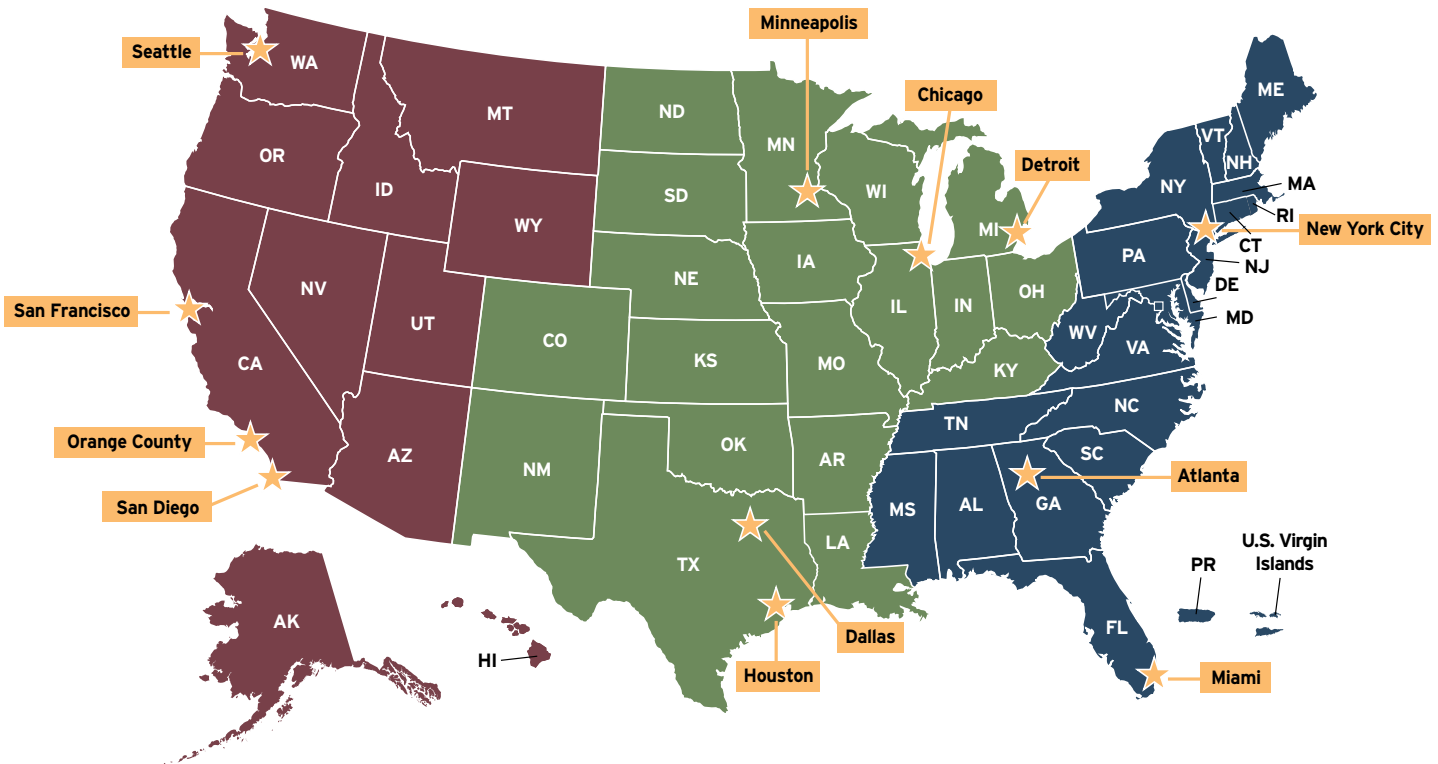 Minneapolis
Seattle
WA
Chicago
ME
MT
ND
VT
MN
OR
NH
Detroit
ID
WI
NY
MA
SD
RI
WY
MI
New York City
CT
PA
IA
NJ
NE
NV
OH
DE
San Francisco
IL
IN
MD
UT
WV
CO
VA
KS
CA
MO
KY
NC
TN
Orange County
OK
AZ
SC
AR
NM
Atlanta
San Diego
MS
AL
GA
LA
U.S. Virgin
Islands
PR
TX
AK
FL
Dallas
HI
Houston
Miami